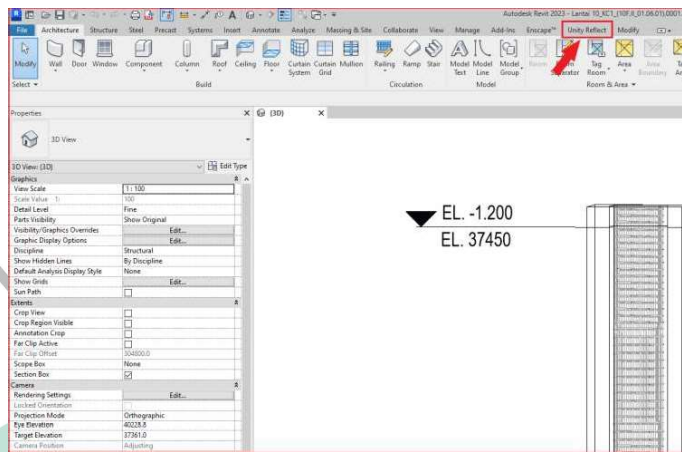 Autodesk Revit 2023 - Lantai 10_KC1_(10F,II_01.06.01).0001
File Architecture Structure Steel Precast Systems Insert Annotate Analyze Massing & Site Collaborate View Manage Add-Ins Enscape™ Unity Reflect Modify
Modify Wall Door Window Component Column Roof Ceiling Floor Curtain System Curtain Grid Mullion Railing Ramp Stair Model Text Model Line Model Group Room Tag Room Area Area
Select Build Circulation Model Room & Area
Properties
{3D}
3D View
3D View: {3D} Edit Type
Graphics
View Scale 1 : 100
Scale Value 1: 100
Detail Level Fine
Parts Visibility Show Original
Visibility/Graphics Overrides Edit...
Graphic Display Options Edit...
Discipline Structural
Show Hidden Lines By Discipline
Default Analysis Display Style None
Show Grids Edit...
Sun Path
Extents
Crop View
Crop Region Visible
Annotation Crop
Far Clip Active
Far Clip Offset 304800.0
Scope Box None
Section Box
Camera
Rendering Settings Edit...
Locked Orientation
Projection Mode Orthographic
Eye Elevation 40228.8
Target Elevation 37361.0
Camera Position Adjusting
EL. -1.200
EL. 37450